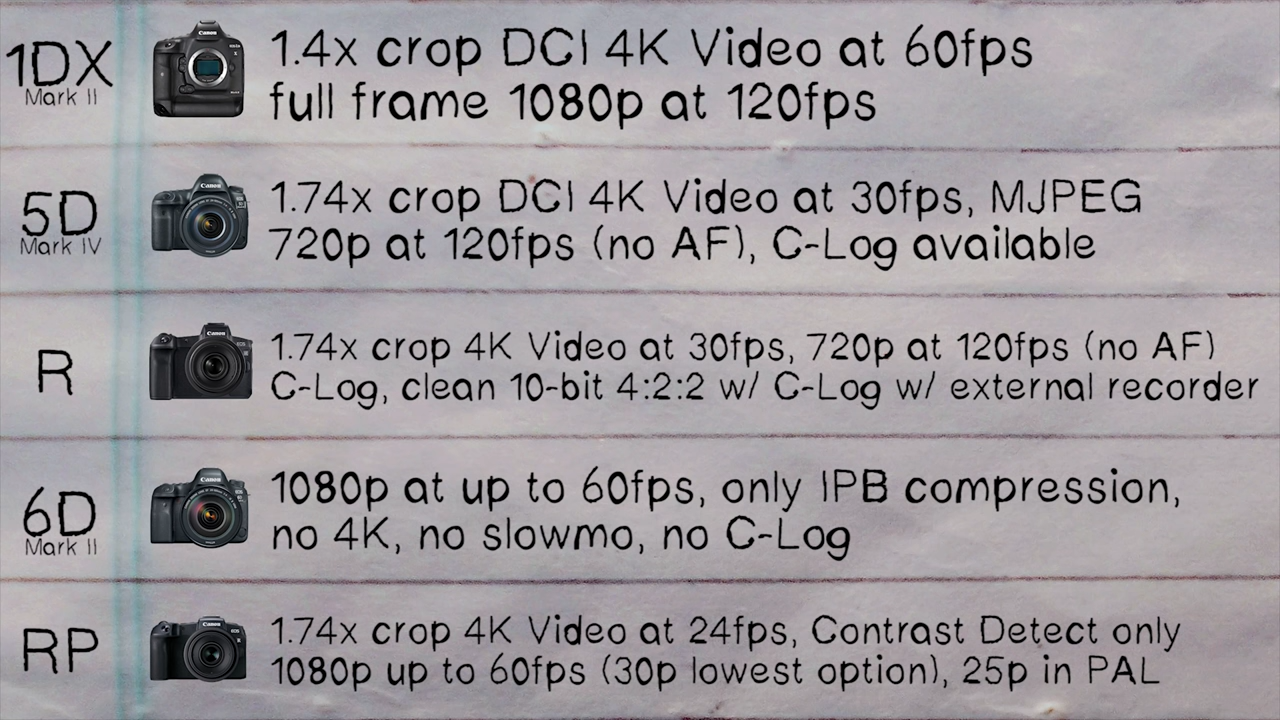 1DX
Mark II
Canon
1.4x crop DCI 4K Video at 60fps
full frame 1080p at 120fps
5D
Mark IV
Canon
1.74x crop DCI 4K Video at 30fps, MJPEG
720p at 120fps (no AF), C-Log available
R
Canon
1.74x crop 4K Video at 30fps, 720p at 120fps (no AF)
C-Log, clean 10-bit 4:2:2 w/ C-Log w/ external recorder
6D
Mark II
Canon
1080p at up to 60fps, only IPB compression,
no 4K, no slowmo, no C-Log
RP
Canon
1.74x crop 4K Video at 24fps, Contrast Detect only
1080p up to 60fps (30p lowest option), 25p in PAL